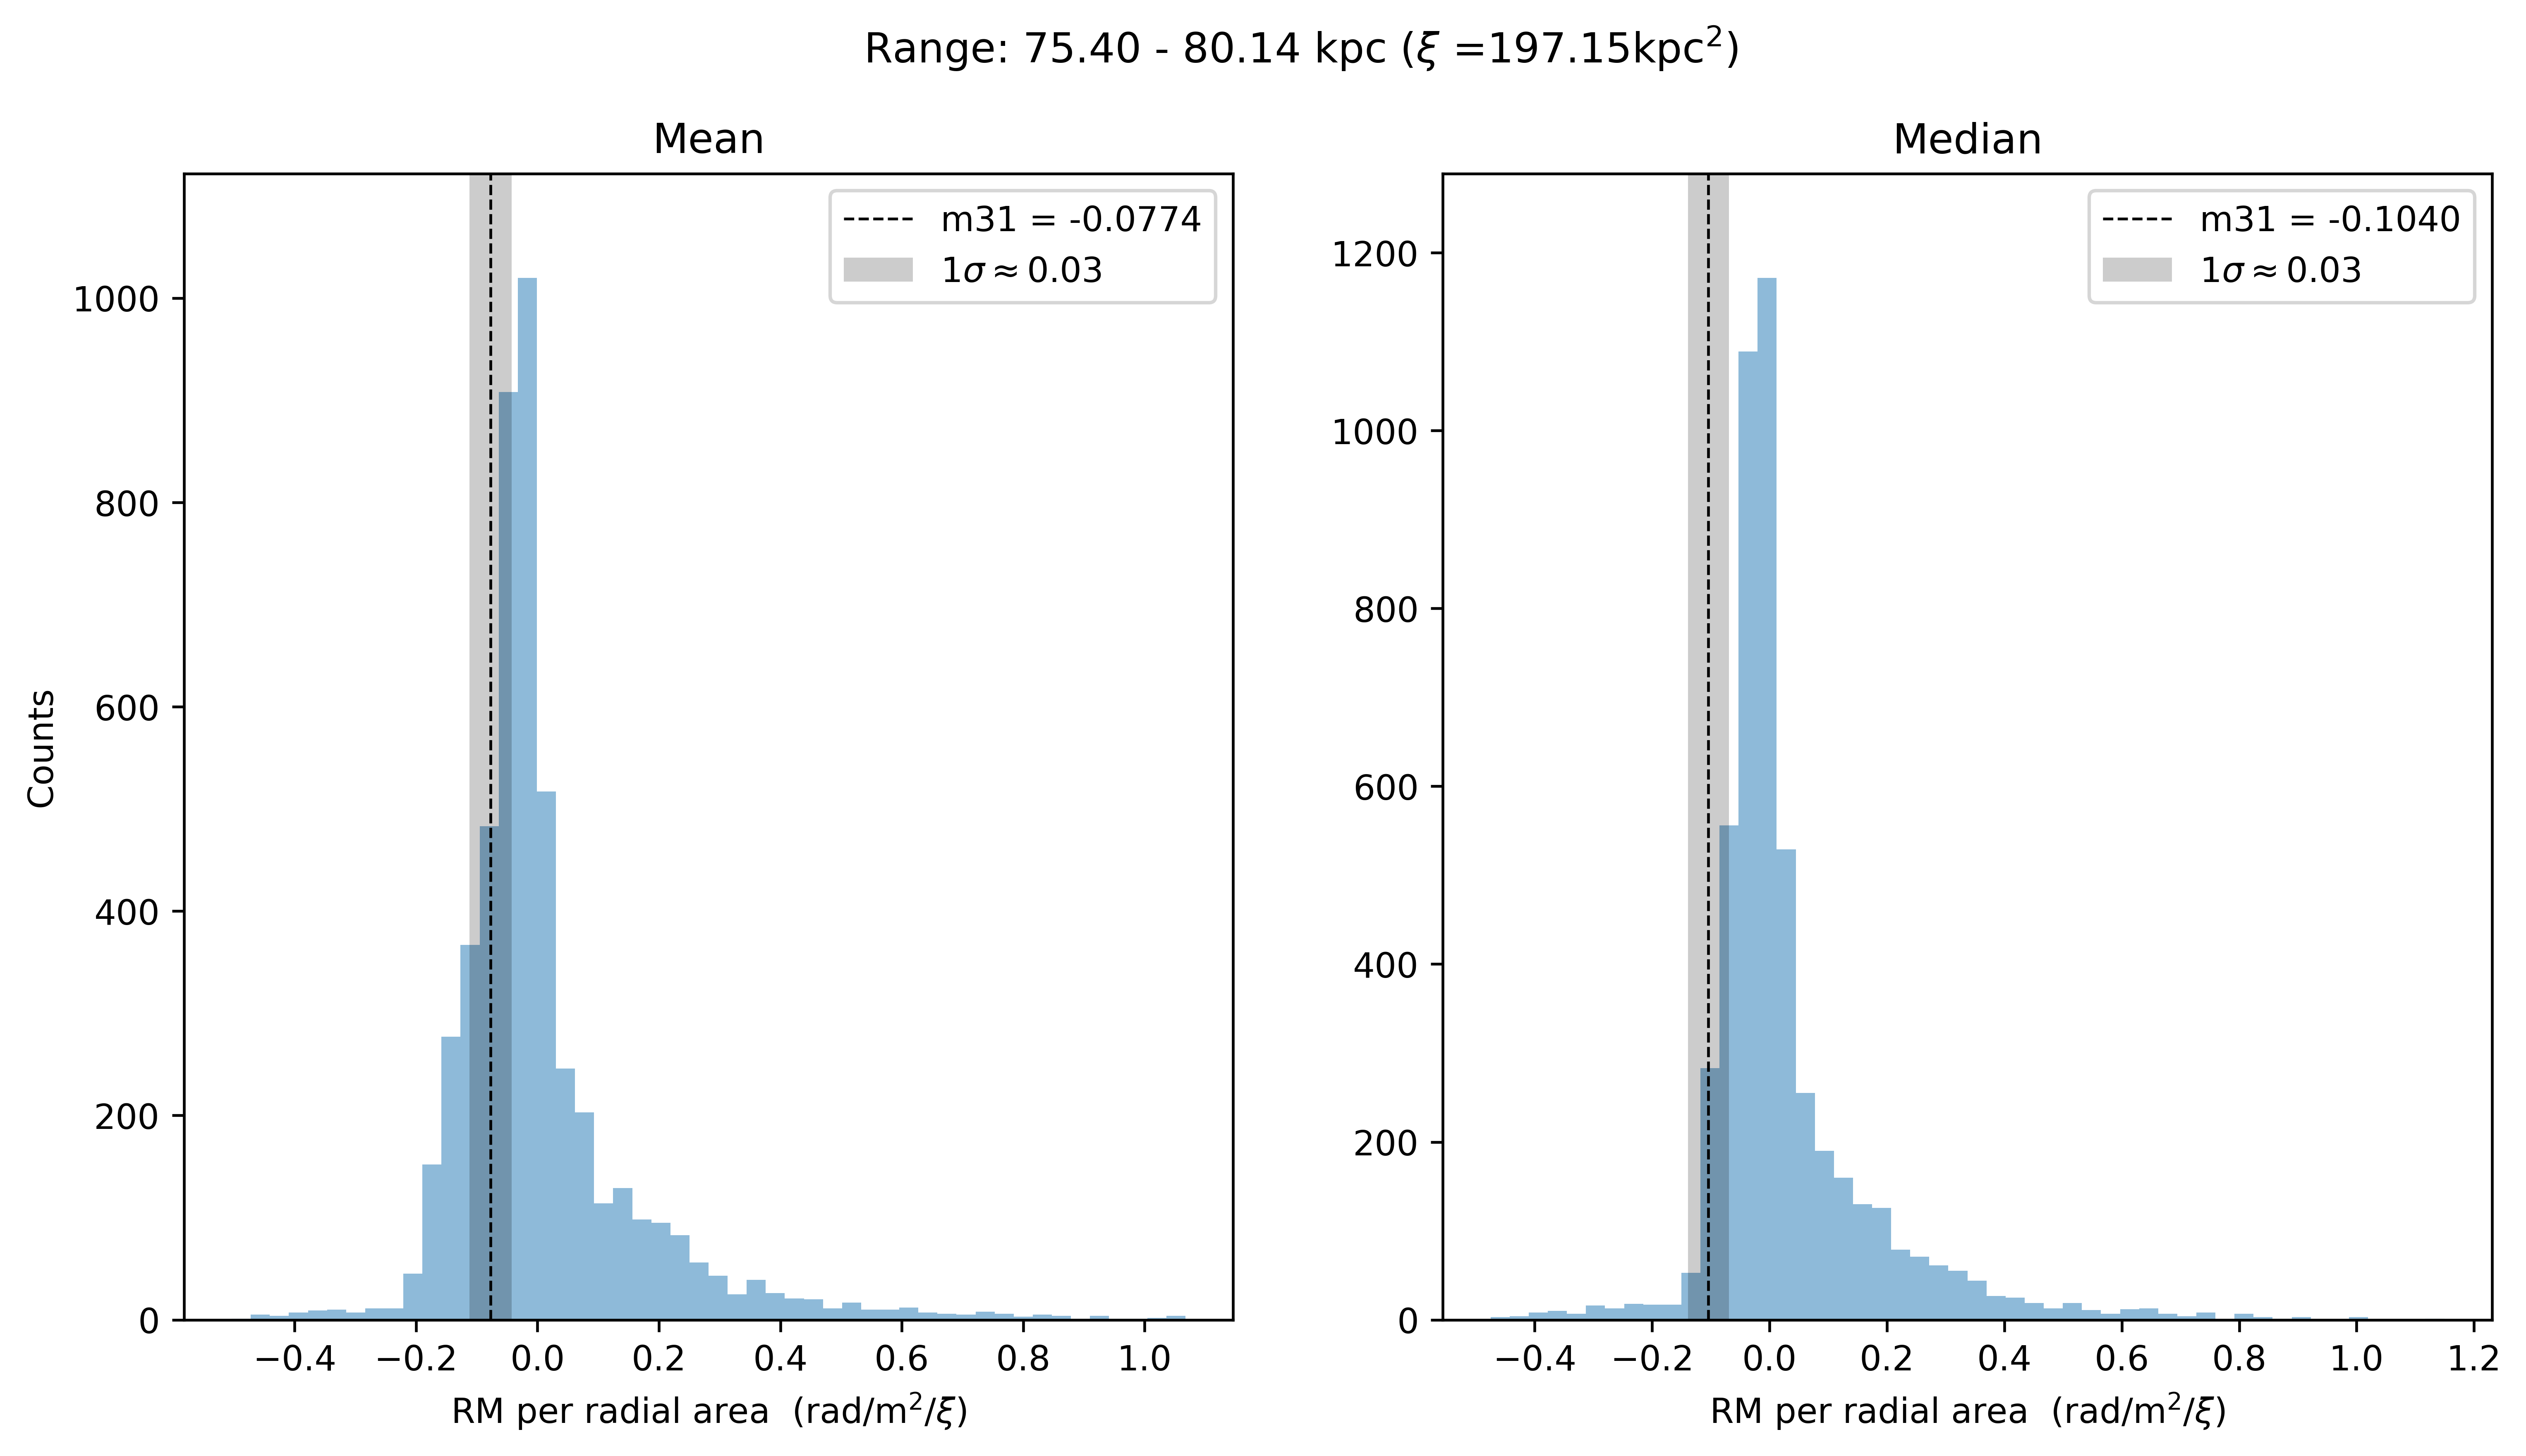 Range: 75.40 - 80.14 kpc (ξ =197.15kpc²)
Mean
m31 = -0.0774
1σ ≈ 0.03
Counts
1000
800
600
400
200
0
−0.4 −0.2 0.0 0.2 0.4 0.6 0.8 1.0
RM per radial area (rad/m²/ξ)
Median
m31 = -0.1040
1σ ≈ 0.03
1200
1000
800
600
400
200
0
−0.4 −0.2 0.0 0.2 0.4 0.6 0.8 1.0 1.2
RM per radial area (rad/m²/ξ)